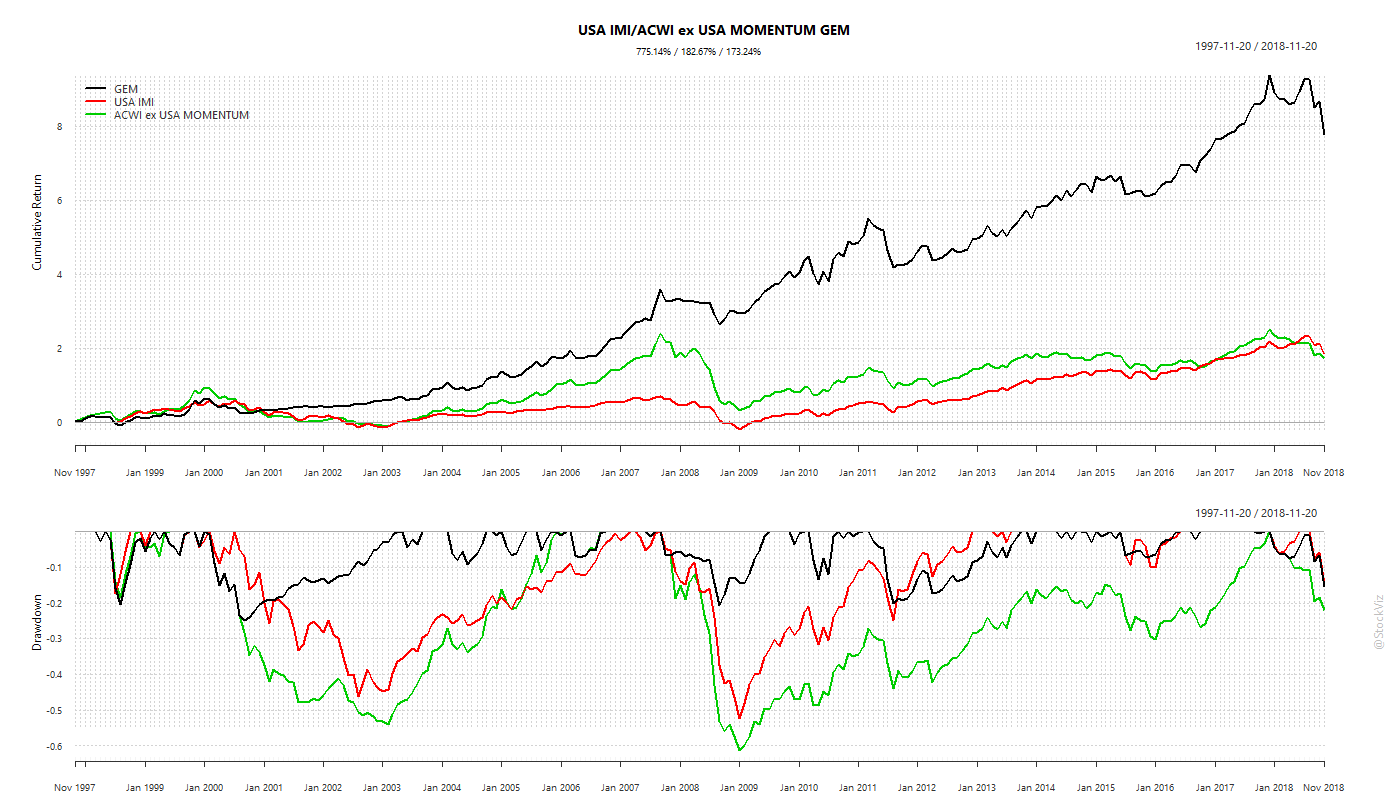 USA IMI/ACWI ex USA MOMENTUM GEM
775.14% / 182.67% / 173.24%
1997-11-20 / 2018-11-20
GEM
USA IMI
ACWI ex USA MOMENTUM
Cumulative Return
8
6
4
2
0
Nov 1997 Jan 1999 Jan 2000 Jan 2001 Jan 2002 Jan 2003 Jan 2004 Jan 2005 Jan 2006 Jan 2007 Jan 2008 Jan 2009 Jan 2010 Jan 2011 Jan 2012 Jan 2013 Jan 2014 Jan 2015 Jan 2016 Jan 2017 Jan 2018 Nov 2018
1997-11-20 / 2018-11-20
Drawdown
-0.1
-0.2
-0.3
-0.4
-0.5
-0.6
Nov 1997 Jan 1999 Jan 2000 Jan 2001 Jan 2002 Jan 2003 Jan 2004 Jan 2005 Jan 2006 Jan 2007 Jan 2008 Jan 2009 Jan 2010 Jan 2011 Jan 2012 Jan 2013 Jan 2014 Jan 2015 Jan 2016 Jan 2017 Jan 2018 Nov 2018
@StockViz